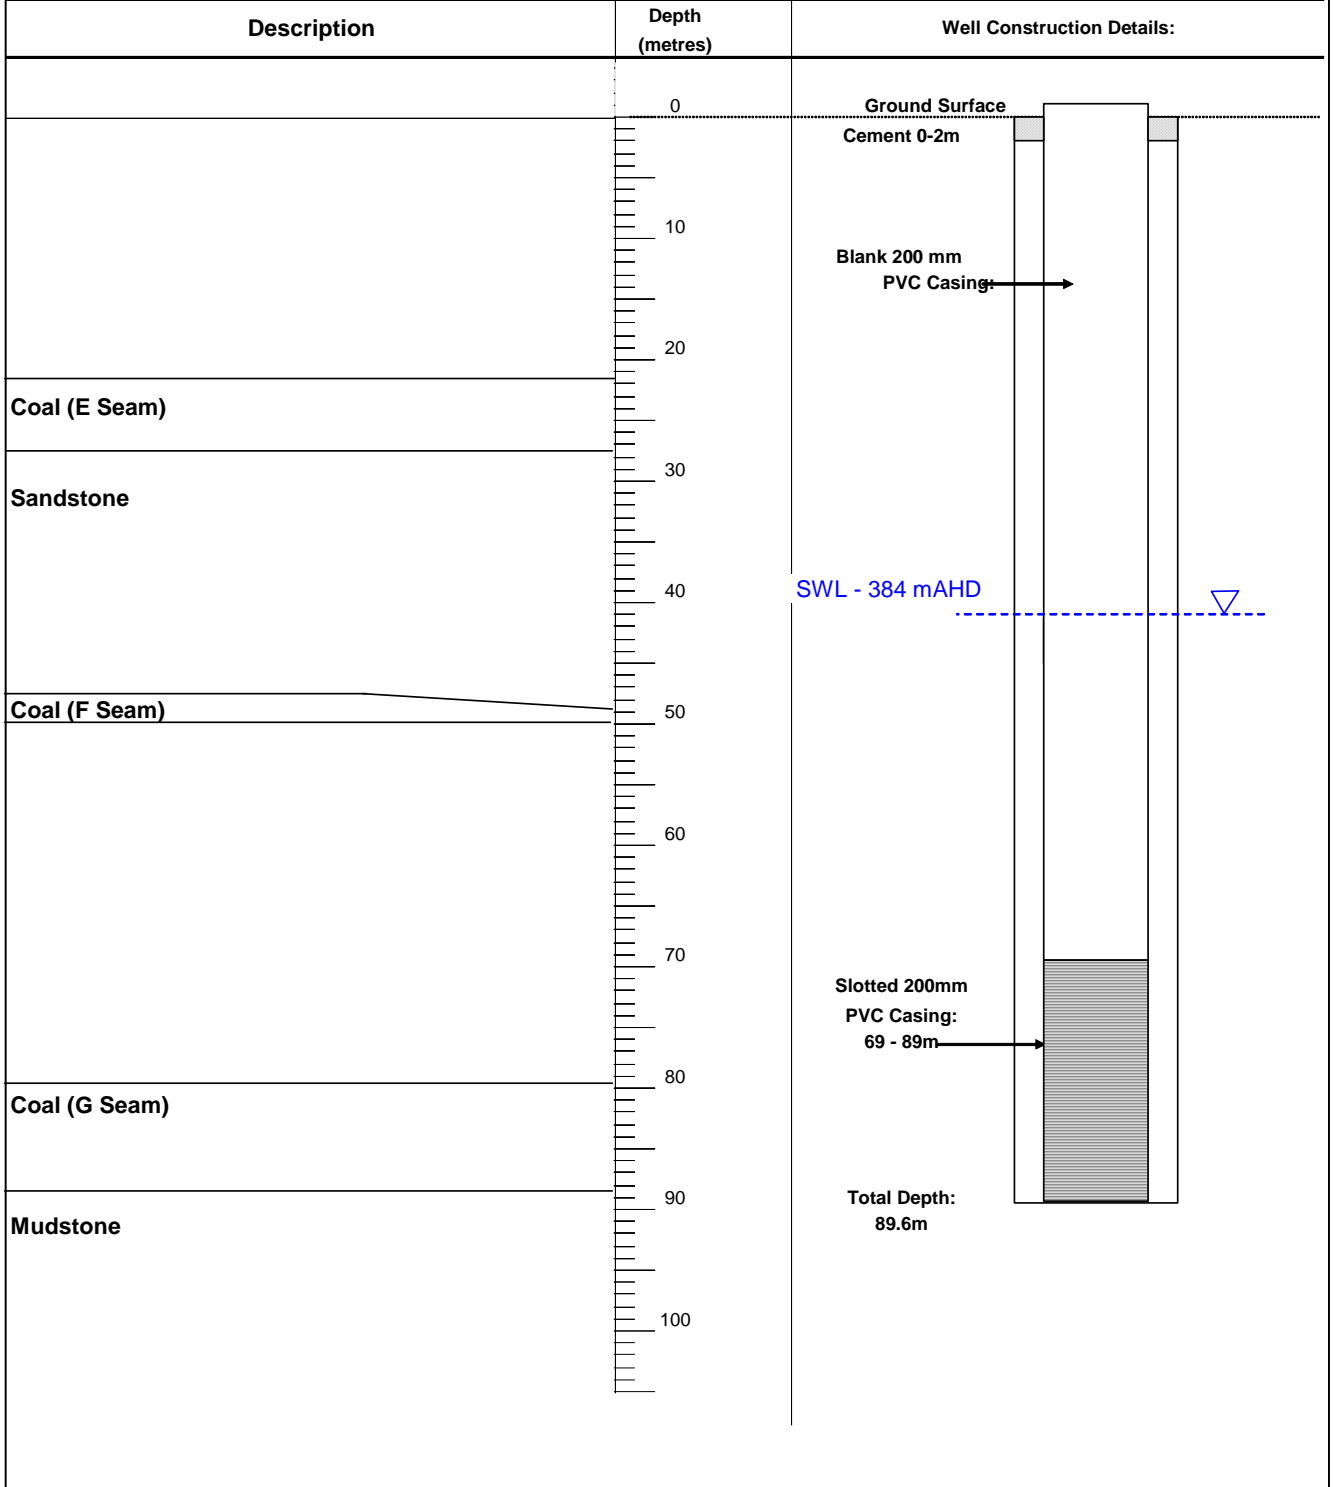 Description
Depth
(metres)
Well Construction Details:
0
Ground Surface
Cement 0-2m
10
Blank 200 mm
PVC Casing:
20
Coal (E Seam)
30
Sandstone
40
SWL - 384 mAHD
Coal (F Seam)
50
60
70
Slotted 200mm
PVC Casing:
69 - 89m
80
Coal (G Seam)
90
Total Depth:
89.6m
Mudstone
100